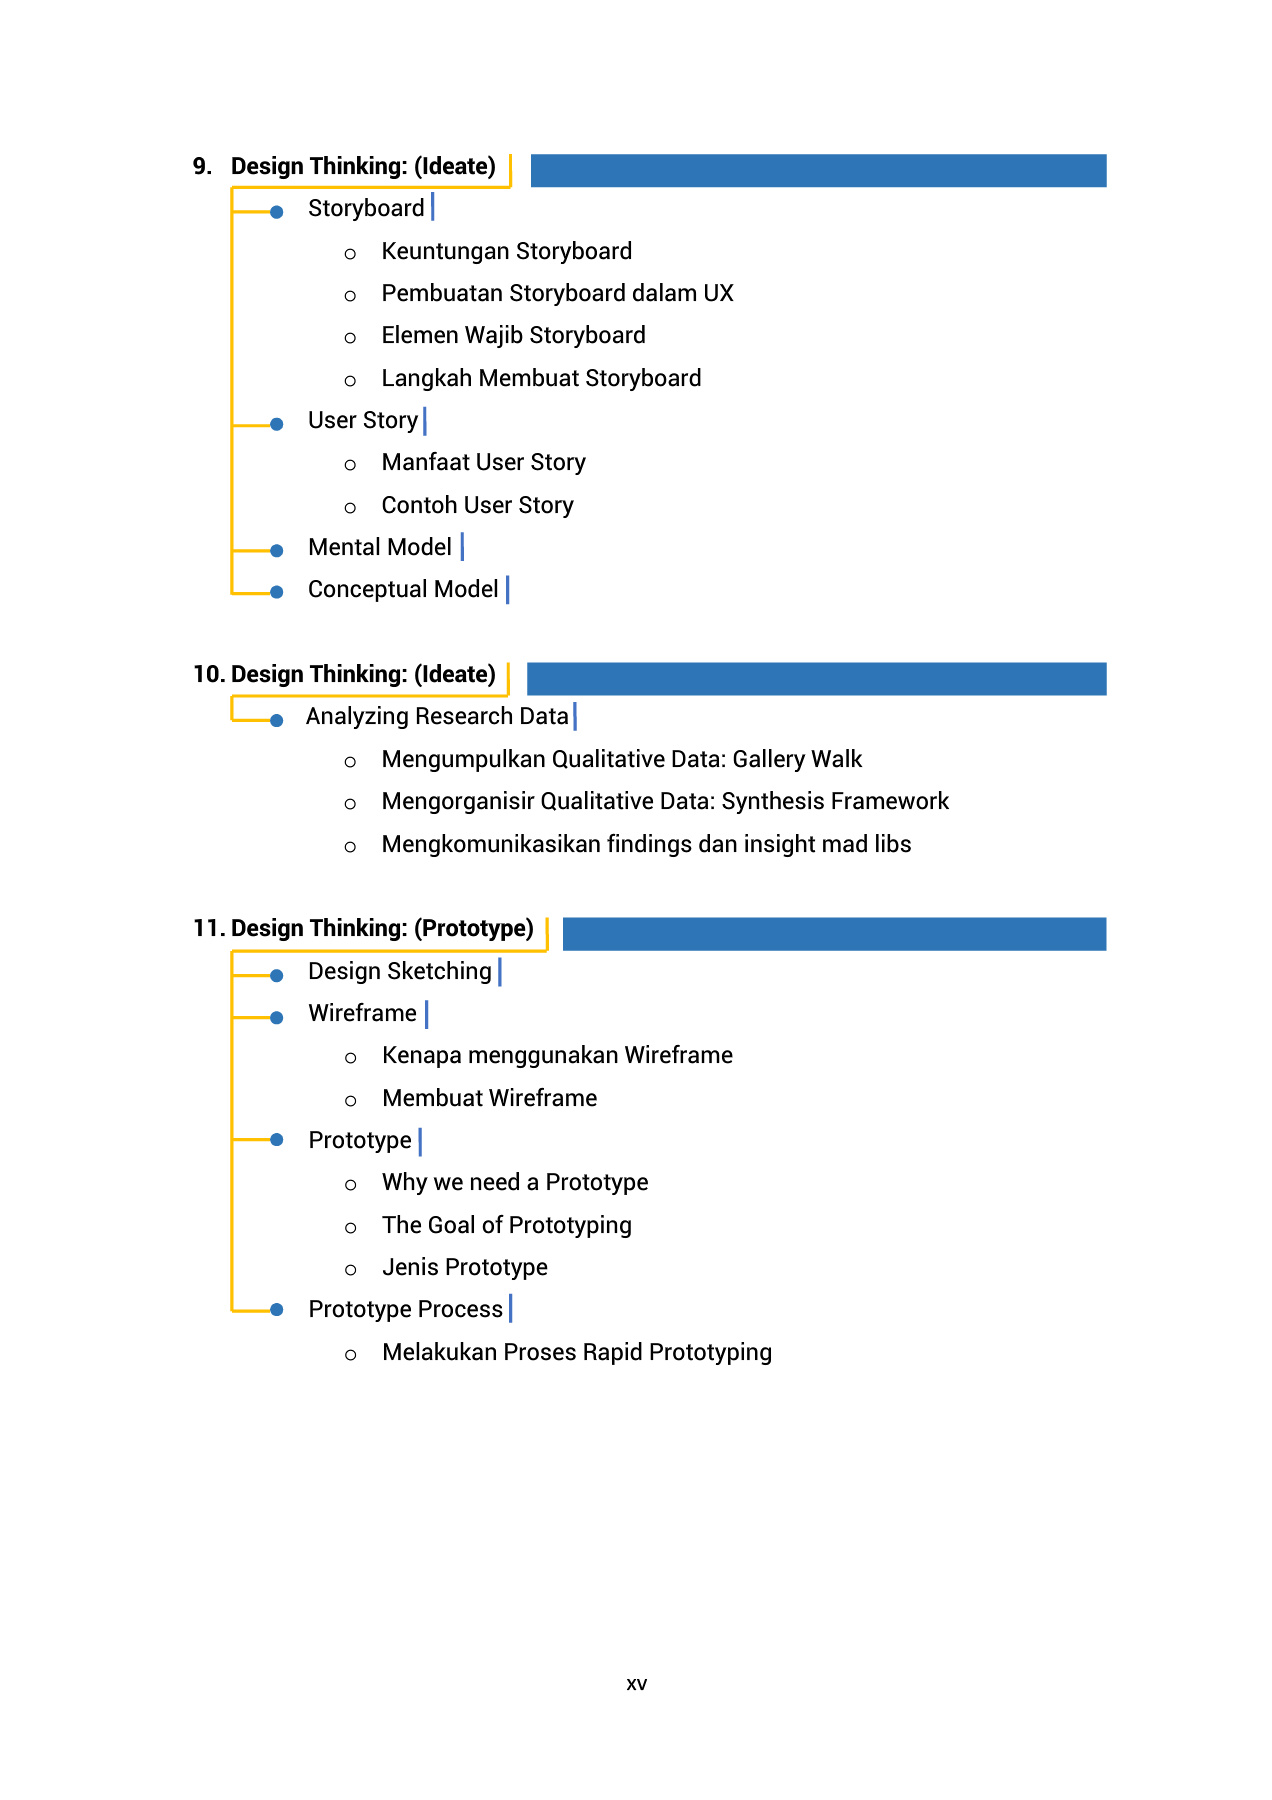 9. Design Thinking: (Ideate)
Storyboard
o Keuntungan Storyboard
o Pembuatan Storyboard dalam UX
o Elemen Wajib Storyboard
o Langkah Membuat Storyboard
User Story
o Manfaat User Story
o Contoh User Story
Mental Model
Conceptual Model
10. Design Thinking: (Ideate)
Analyzing Research Data
o Mengumpulkan Qualitative Data: Gallery Walk
o Mengorganisir Qualitative Data: Synthesis Framework
o Mengkomunikasikan findings dan insight mad libs
11. Design Thinking: (Prototype)
Design Sketching
Wireframe
o Kenapa menggunakan Wireframe
o Membuat Wireframe
Prototype
o Why we need a Prototype
o The Goal of Prototyping
o Jenis Prototype
Prototype Process
o Melakukan Proses Rapid Prototyping
xv